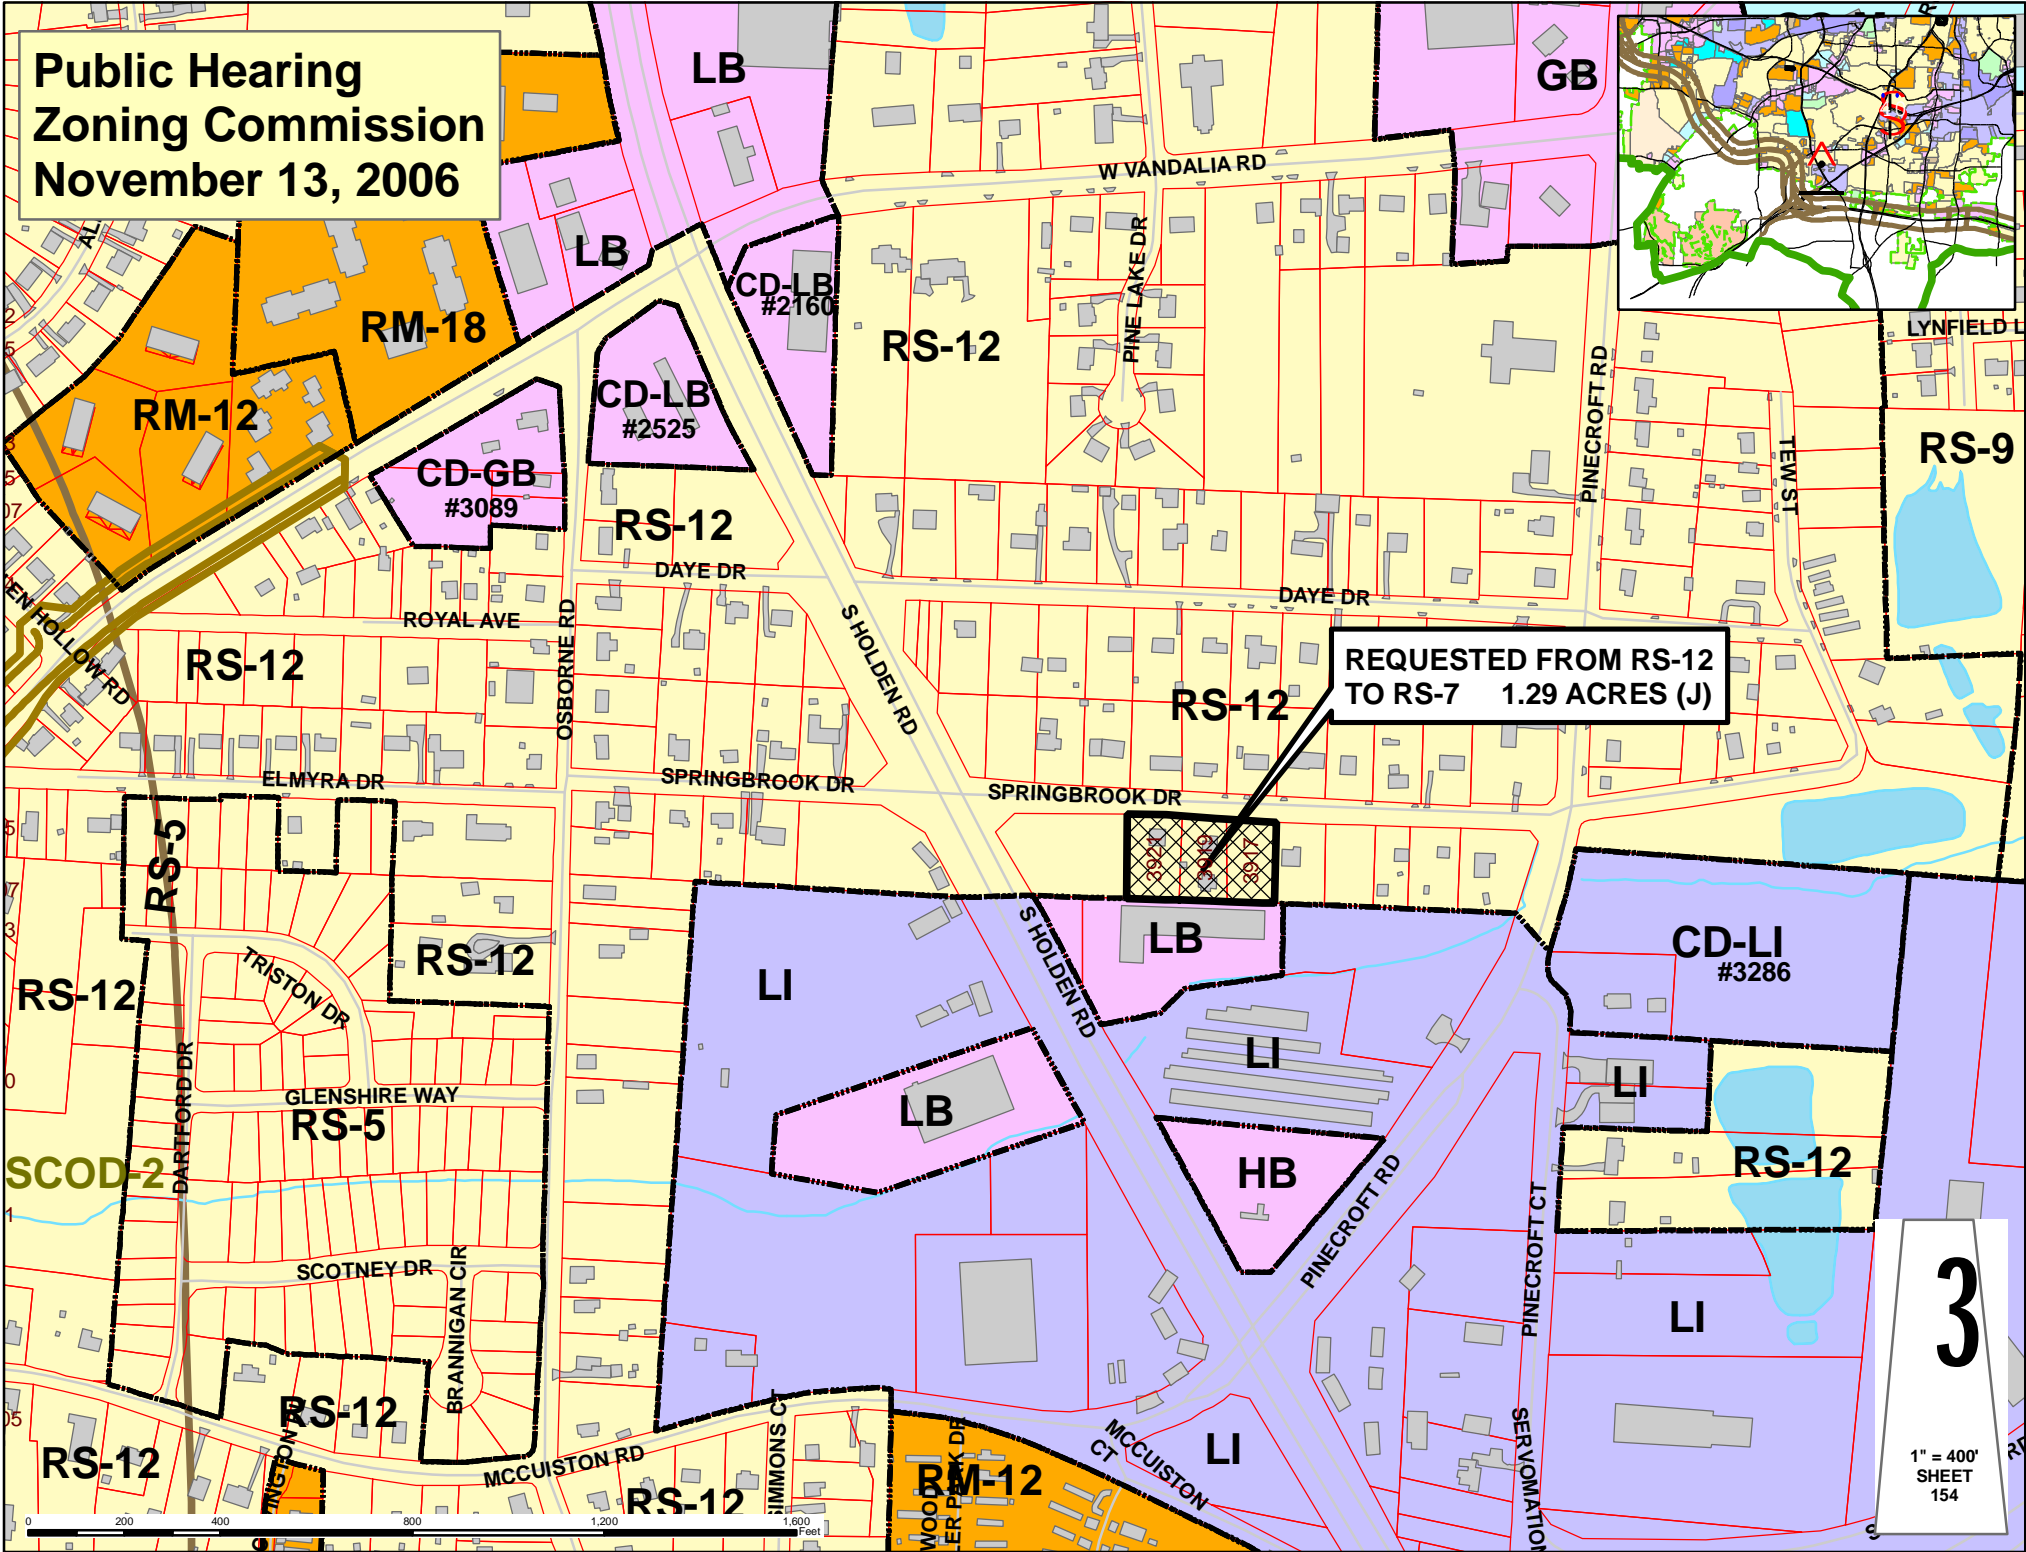 Public Hearing
Zoning Commission
November 13, 2006
LB
GB
W VANDALIA RD
LB
CD-LB
#2160
PINE LAKE DR
RM-18
RS-12
LYNFIELD L
PINECROFT RD
CD-LB
#2525
RM-12
TEW ST
RS-9
CD-GB
#3089
RS-12
DAYE DR
DAYE DR
ROYAL AVE
OSBORNE RD
S HOLDEN RD
EN HOLLOW RD
RS-12
REQUESTED FROM RS-12
TO RS-7 1.29 ACRES (J)
RS-12
ELMYRA DR
SPRINGBROOK DR
SPRINGBROOK DR
RS-5
3921
3919
3917
S HOLDEN RD
LB
CD-LI
#3286
RS-12
TRISTON DR
RS-12
LI
LI
LI
DARTFORD DR
GLENSHIRE WAY
RS-5
LB
SCOD-2
HB
RS-12
PINECROFT RD
PINECROFT CT
SCOTNEY DR
BRANNIGAN CIR
LI
3
RS-12
RS-12
MCCUISTON RD
SIMMONS CT
RS-12
RM-12
MCCUISTON
CT
LI
SERVOMATION
1" = 400'
SHEET
154
0 200 400 800 1,200 1,600
Feet